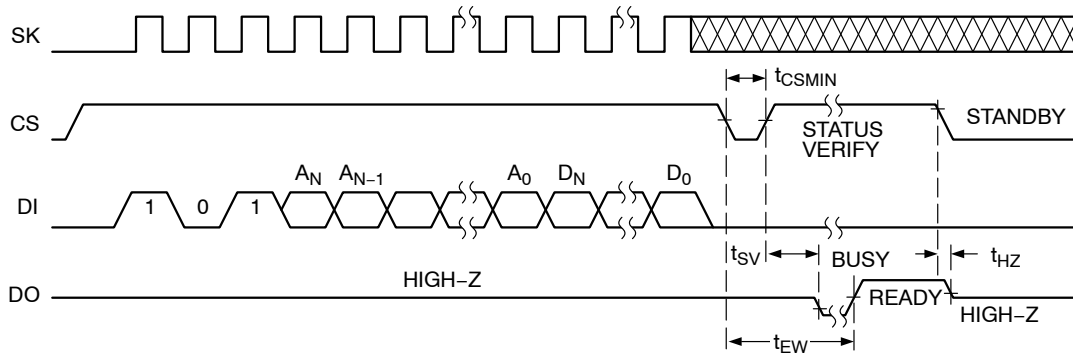 SK
t_CSMIN
CS
STANDBY
STATUS
VERIFY
A_N A_N–1 A_0 D_N D_0
DI 1 0 1
t_SV BUSY
t_HZ
HIGH–Z
DO READY
HIGH–Z
t_EW